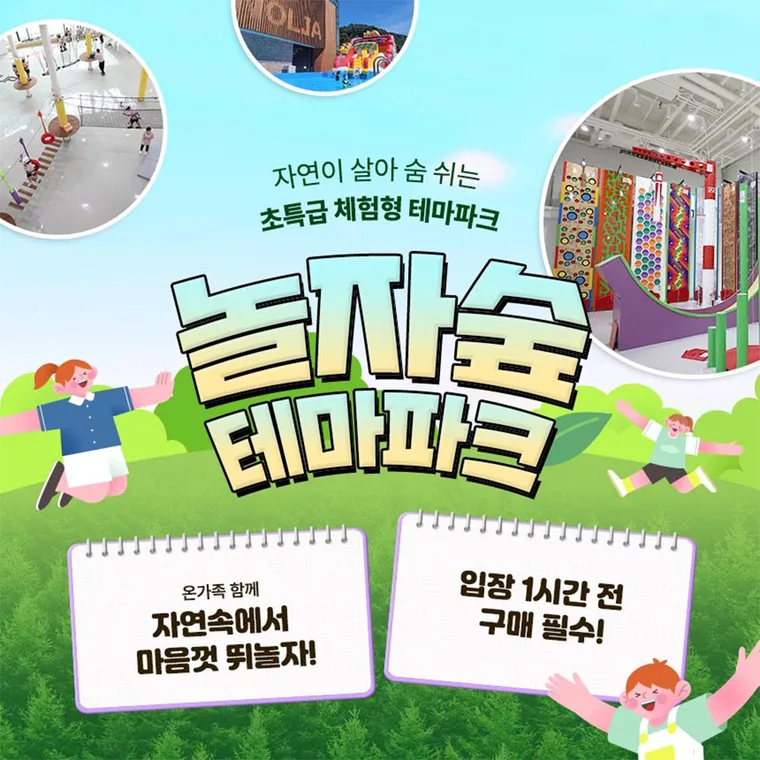 NOLJA
자연이 살아 숨 쉬는
초특급 체험형 테마파크
놀자숲
테마파크
온가족 함께
자연속에서
마음껏 뛰놀자!
입장 1시간 전
구매 필수!